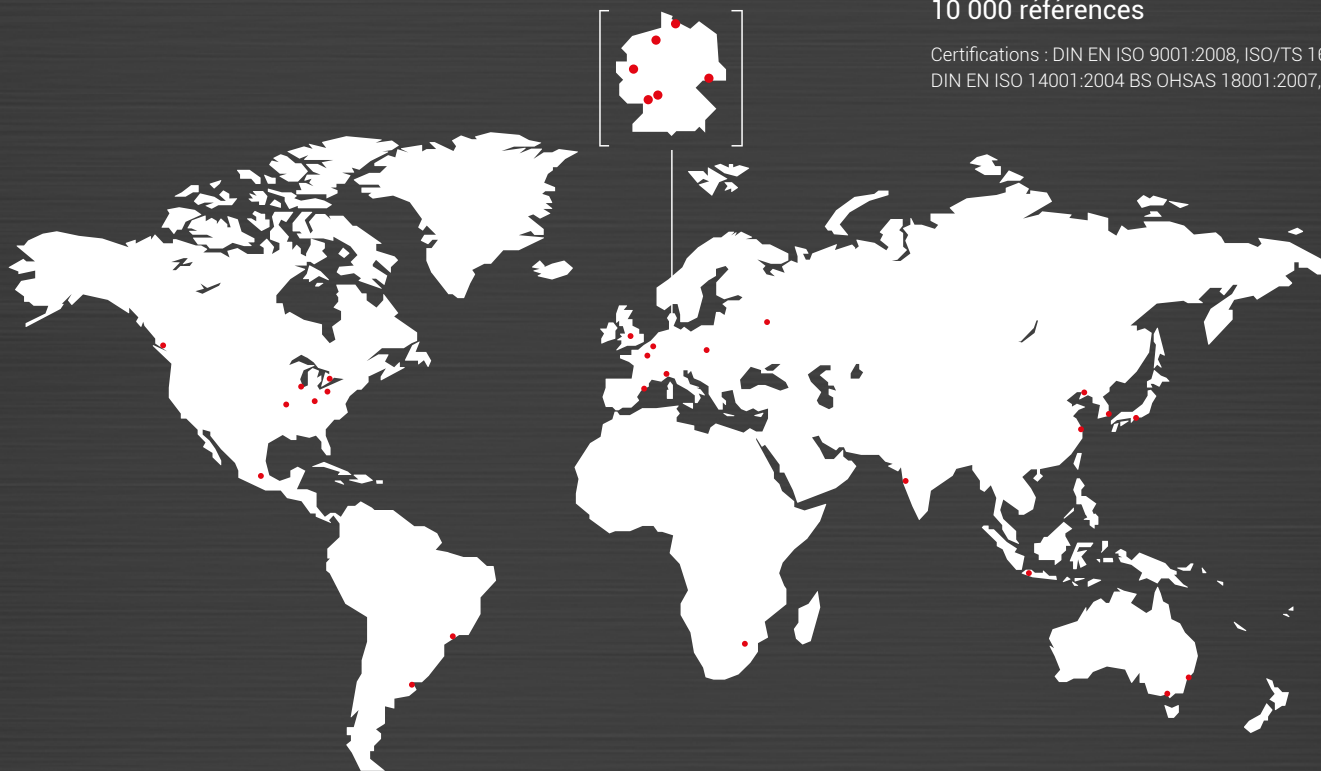 10 000 références
Certifications : DIN EN ISO 9001:2008, ISO/TS
DIN EN ISO 14001:2004 BS OHSAS 18001:2007,